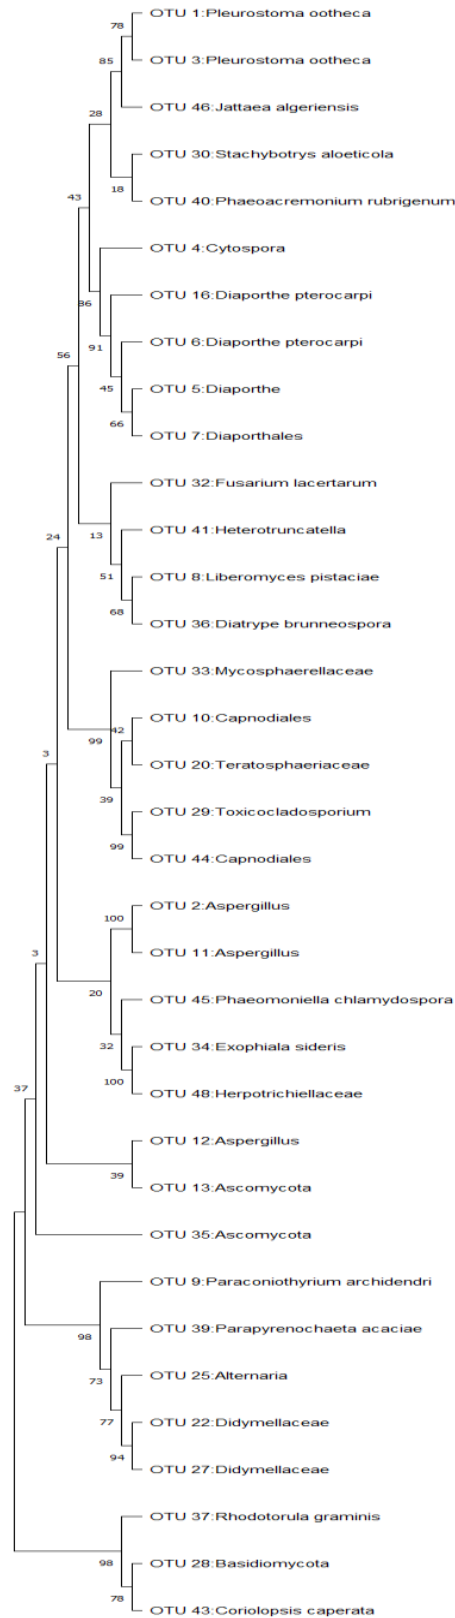 78
OTU 1:Pleurostoma ootheca
85
OTU 3:Pleurostoma ootheca
28
OTU 46:Jattaea algeriensis
OTU 30:Stachybotrys aloeticola
18
43
OTU 40:Phaeoacremonium rubrigenum
OTU 4:Cytospora
86
OTU 16:Diaporthe pterocarpi
91
OTU 6:Diaporthe pterocarpi
56
45
OTU 5:Diaporthe
66
OTU 7:Diaporthales
OTU 32:Fusarium lacertarum
13
24
OTU 41:Heterotruncatella
51
OTU 8:Liberomyces pistaciae
68
OTU 36:Diatrype brunneospora
OTU 33:Mycosphaerellaceae
42
OTU 10:Capnodiales
99
3
OTU 20:Teratosphaeriaceae
39
OTU 29:Toxicocladosporium
99
OTU 44:Capnodiales
100
OTU 2:Aspergillus
3
OTU 11:Aspergillus
20
OTU 45:Phaeomoniella chlamydospora
32
OTU 34:Exophiala sideris
100
OTU 48:Herpotrichiellaceae
37
OTU 12:Aspergillus
39
OTU 13:Ascomycota
OTU 35:Ascomycota
OTU 9:Paraconiothyrium archidendri
98
OTU 39:Parapyrenochaeta acaciae
73
OTU 25:Alternaria
77
OTU 22:Didymellaceae
94
OTU 27:Didymellaceae
OTU 37:Rhodotorula graminis
98
OTU 28:Basidiomycota
78
OTU 43:Coriolopsis caperata